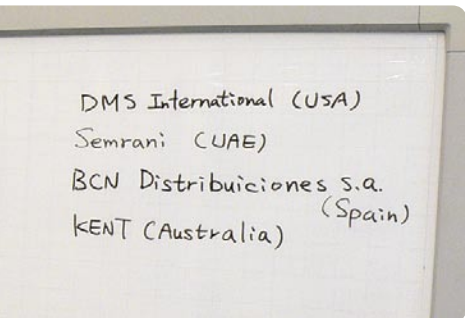 DMS International (USA)
Semrani (UAE)
BCN Distribuiciones s.a.
(Spain)
KENT (Australia)